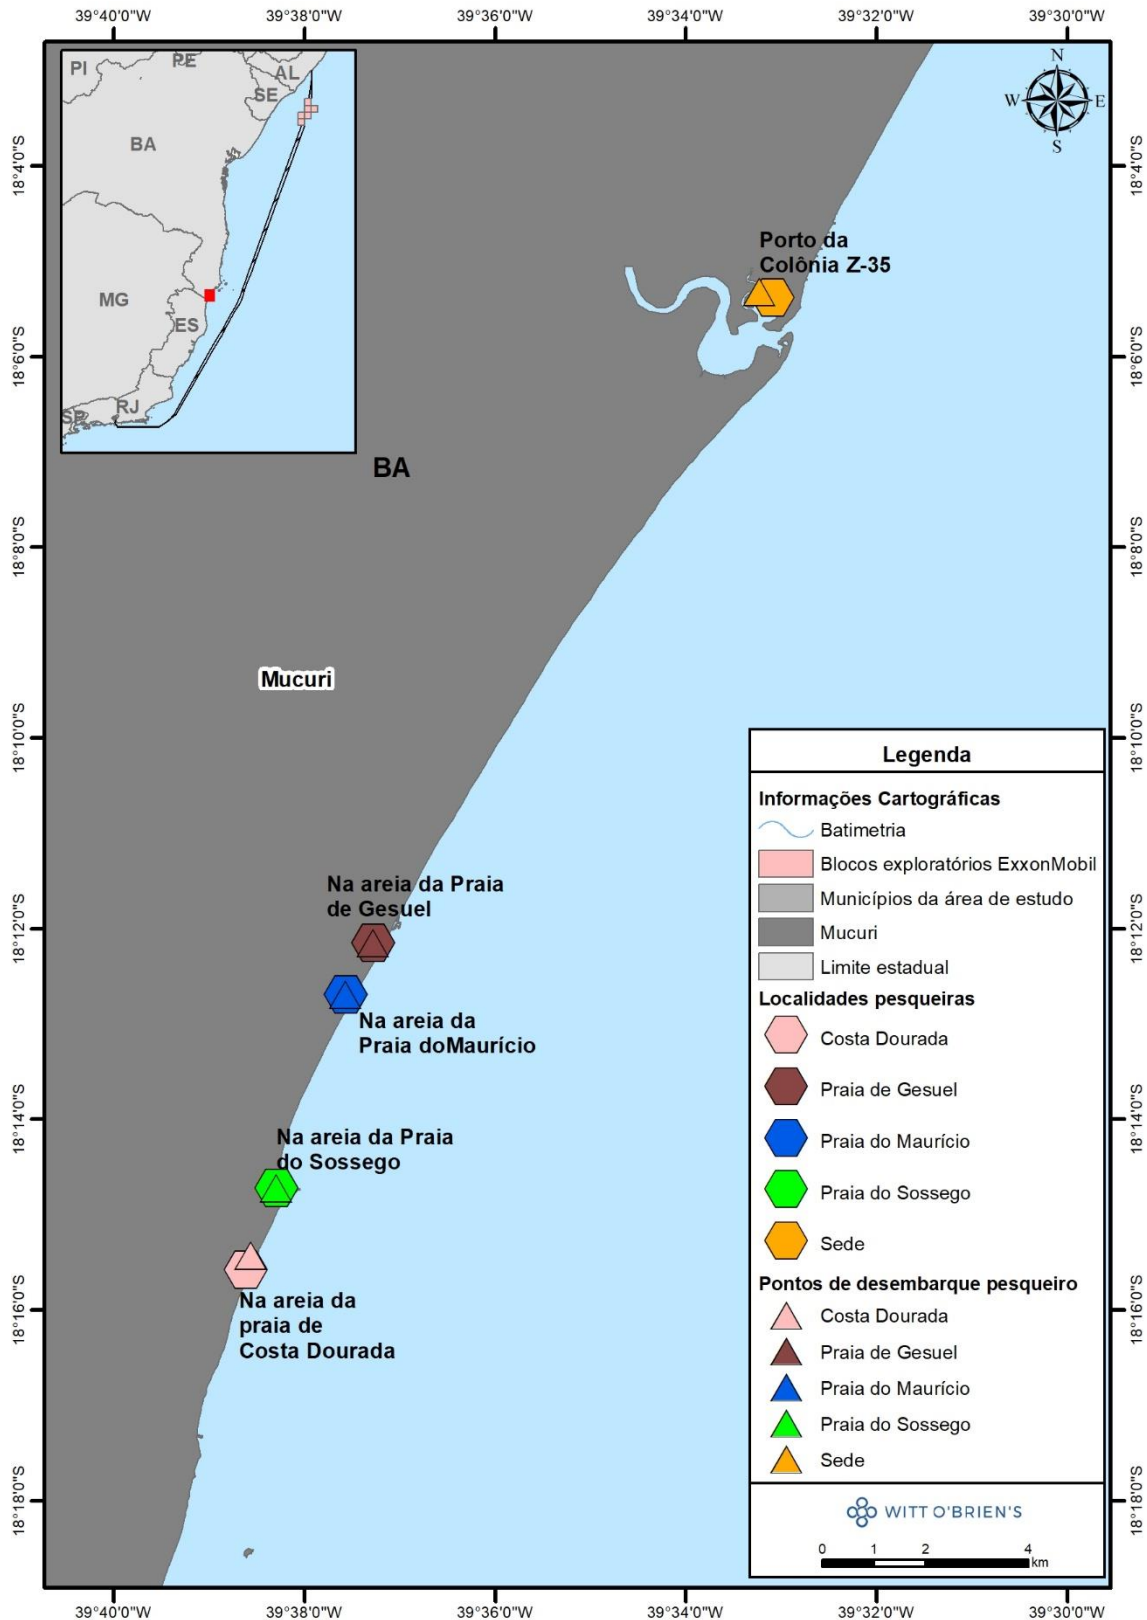 39°40'0"W 39°38'0"W 39°36'0"W 39°34'0"W 39°32'0"W 39°30'0"W
PI
PE
AL
SE
BA
MG
ES
RJ
SP
N
W E
S
18°4'0"S 18°4'0"S
Porto da
Colônia Z-35
18°6'0"S 18°6'0"S
BA
18°8'0"S 18°8'0"S
Mucuri
18°10'0"S 18°10'0"S
Na areia da Praia
de Gesuel
18°12'0"S 18°12'0"S
Na areia da
Praia doMaurício
18°14'0"S 18°14'0"S
Na areia da Praia
do Sossego
18°16'0"S 18°16'0"S
Na areia da
praia de
Costa Dourada
18°18'0"S 18°18'0"S
Legenda
Informações Cartográficas
Batimetria
Blocos exploratórios ExxonMobil
Municípios da área de estudo
Mucuri
Limite estadual
Localidades pesqueiras
Costa Dourada
Praia de Gesuel
Praia do Maurício
Praia do Sossego
Sede
Pontos de desembarque pesqueiro
Costa Dourada
Praia de Gesuel
Praia do Maurício
Praia do Sossego
Sede
WITT O'BRIEN'S
0 1 2 4
km
39°40'0"W 39°38'0"W 39°36'0"W 39°34'0"W 39°32'0"W 39°30'0"W